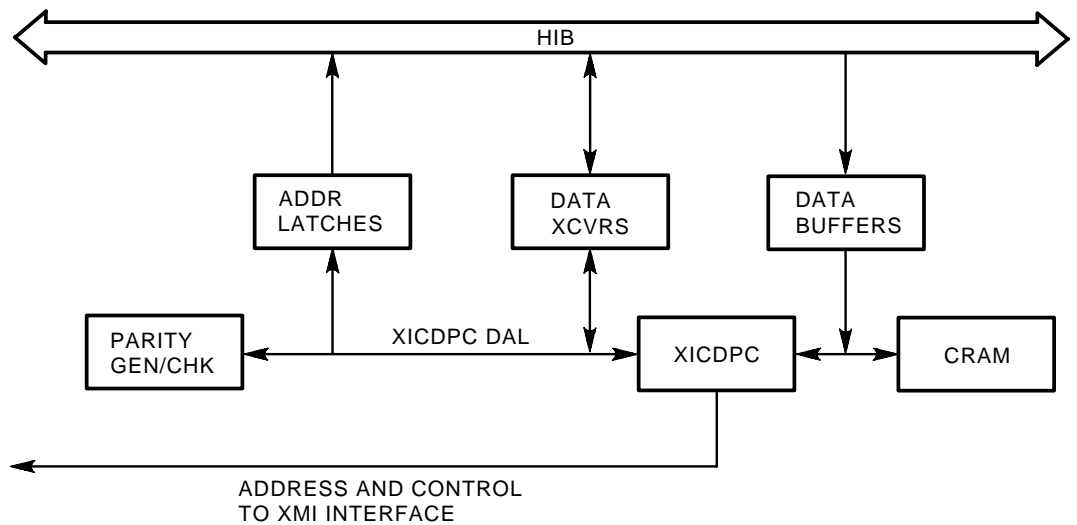 HIB
ADDR
LATCHES
DATA
XCVRS
DATA
BUFFERS
PARITY
GEN/CHK
XICDPC DAL
XICDPC
CRAM
ADDRESS AND CONTROL
TO XMI INTERFACE